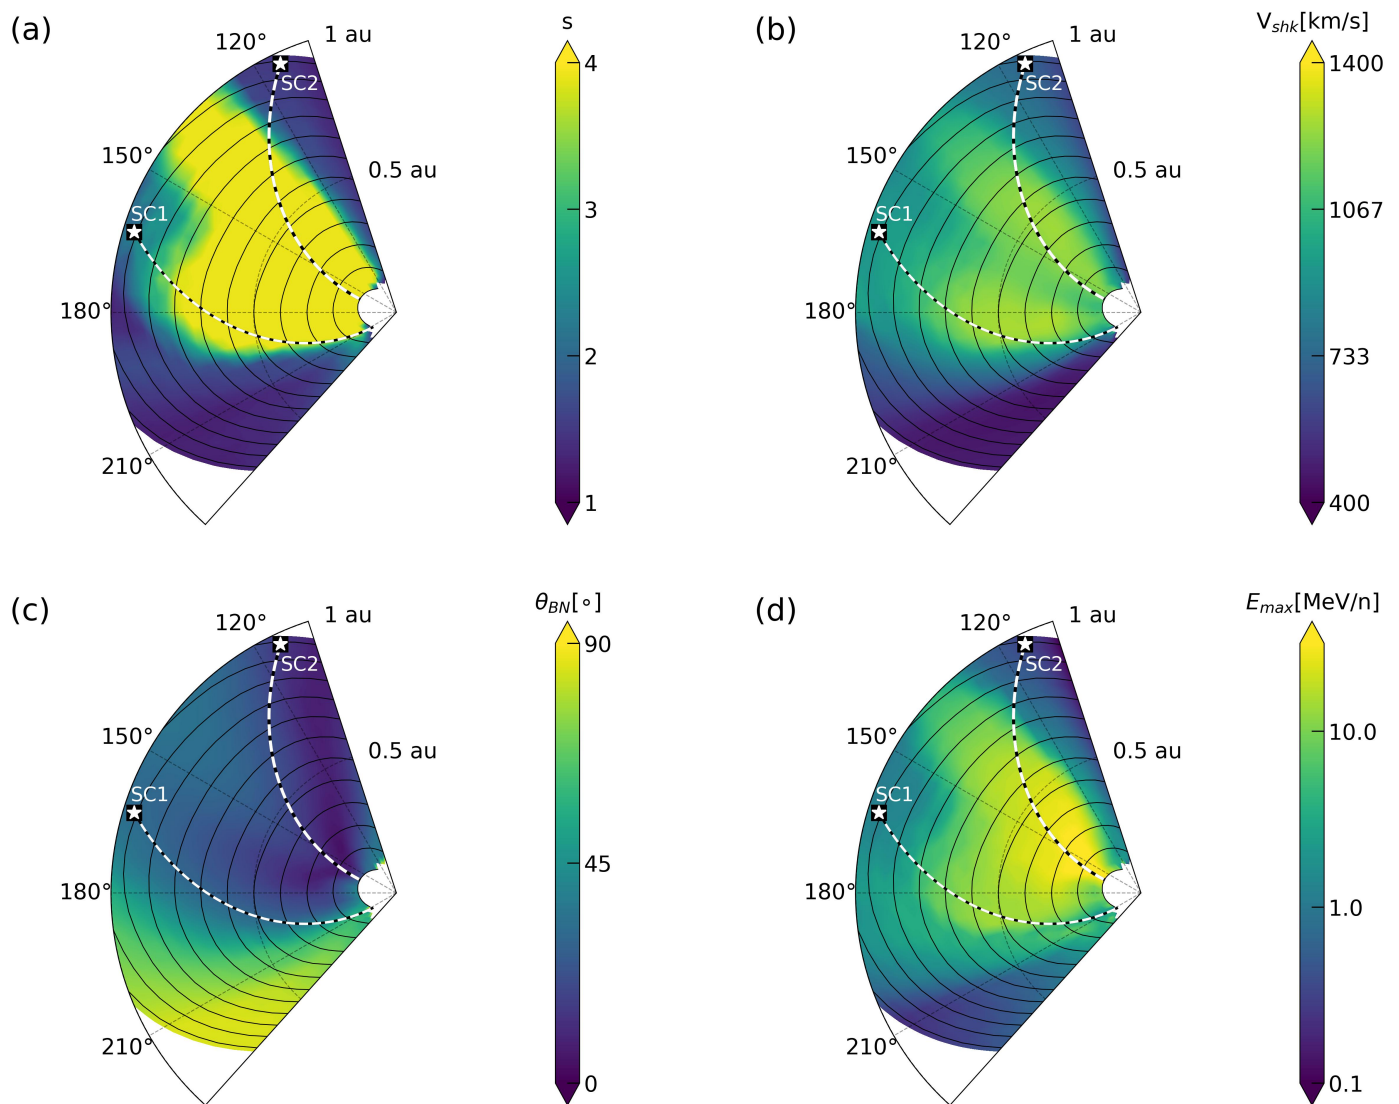 (a)
s
120°
1 au
4
SC2
150°
0.5 au
3
SC1
180°
2
210°
1
(b)
V_shk[km/s]
120°
1 au
1400
SC2
150°
0.5 au
1067
SC1
180°
733
210°
400
(c)
θ_BN[∘]
120°
1 au
90
SC2
150°
0.5 au
SC1
45
180°
210°
0
(d)
E_max[MeV/n]
120°
1 au
SC2
10.0
150°
0.5 au
SC1
180°
1.0
210°
0.1